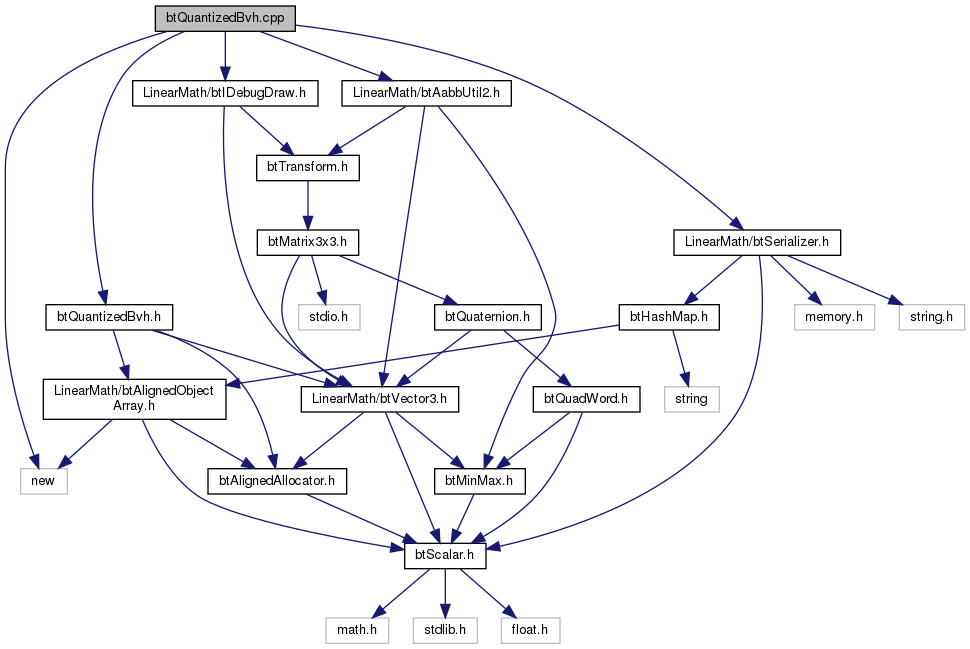 btQuantizedBvh.cpp
LinearMath/btIDebugDraw.h
LinearMath/btAabbUtil2.h
btTransform.h
btMatrix3x3.h
LinearMath/btSerializer.h
btQuantizedBvh.h
stdio.h
btQuaternion.h
btHashMap.h
memory.h
string.h
LinearMath/btAlignedObject
Array.h
LinearMath/btVector3.h
btQuadWord.h
string
new
btAlignedAllocator.h
btMinMax.h
btScalar.h
math.h
stdlib.h
float.h